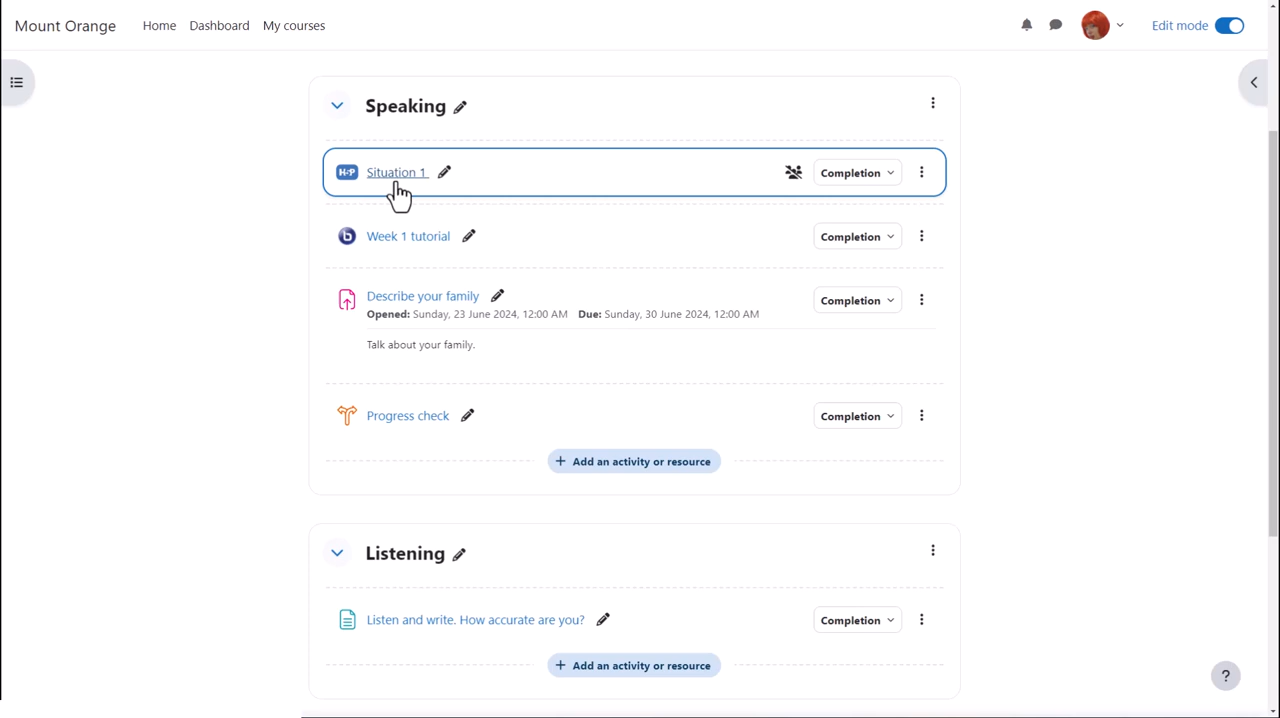 Mount Orange Home Dashboard My courses Edit mode
Speaking
H-P Situation 1 Completion
b Week 1 tutorial Completion
Describe your family Completion
Opened: Sunday, 23 June 2024, 12:00 AM Due: Sunday, 30 June 2024, 12:00 AM
Talk about your family.
Progress check Completion
+ Add an activity or resource
Listening
Listen and write. How accurate are you? Completion
+ Add an activity or resource
?